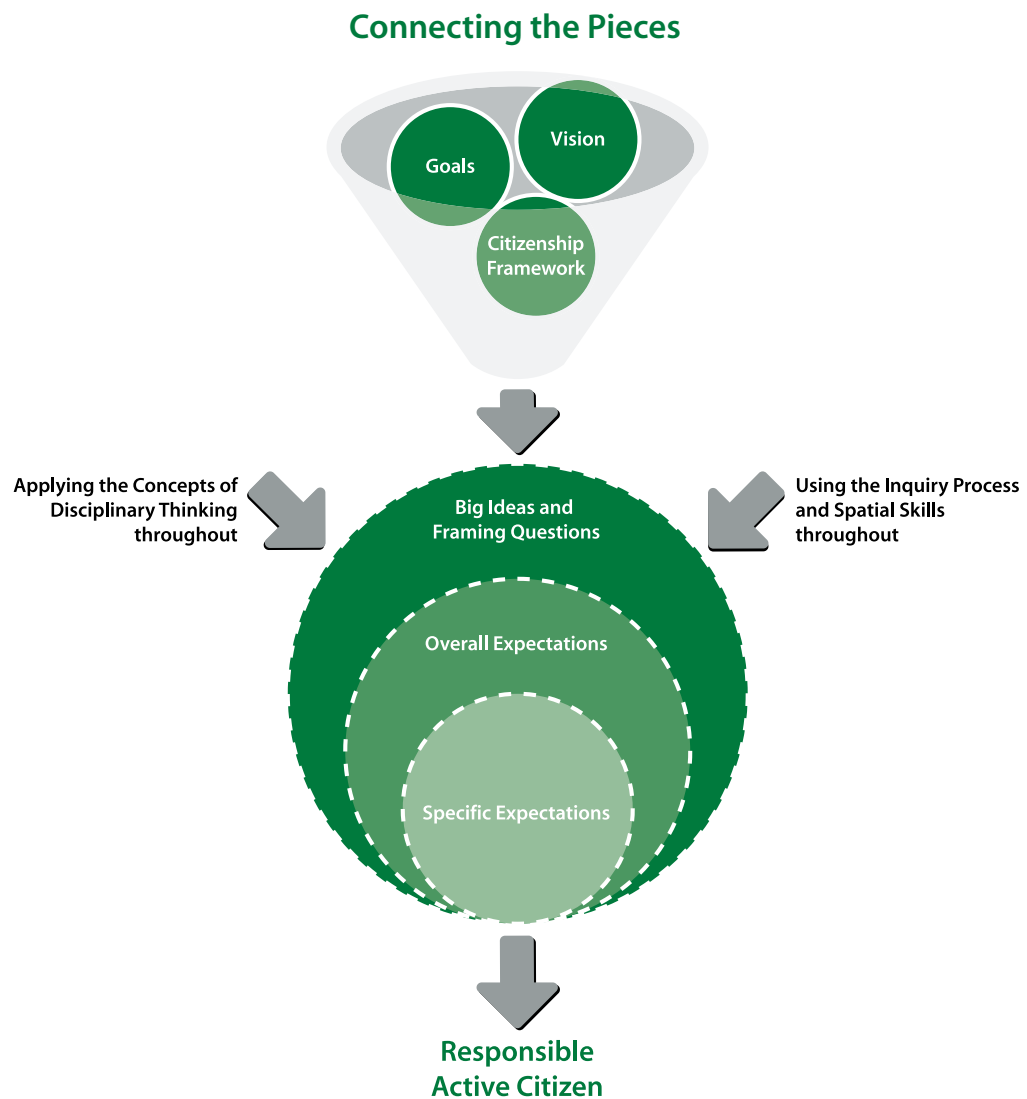 Connecting the Pieces
Vision
Goals
Citizenship
Framework
Applying the Concepts of
Disciplinary Thinking
throughout
Using the Inquiry Process
and Spatial Skills
throughout
Big Ideas and
Framing Questions
Overall Expectations
Specific Expectations
Responsible
Active Citizen